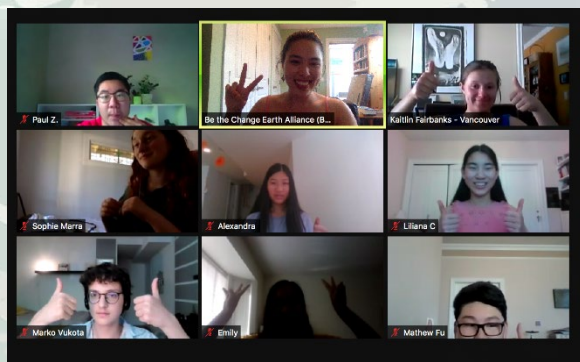 Paul Z.
Be the Change Earth Alliance (B...
Kaitlin Fairbanks - Vancouver
Sophie Marra
Alexandra
Liliana C
Marko Vukota
Emily
Mathew Fu